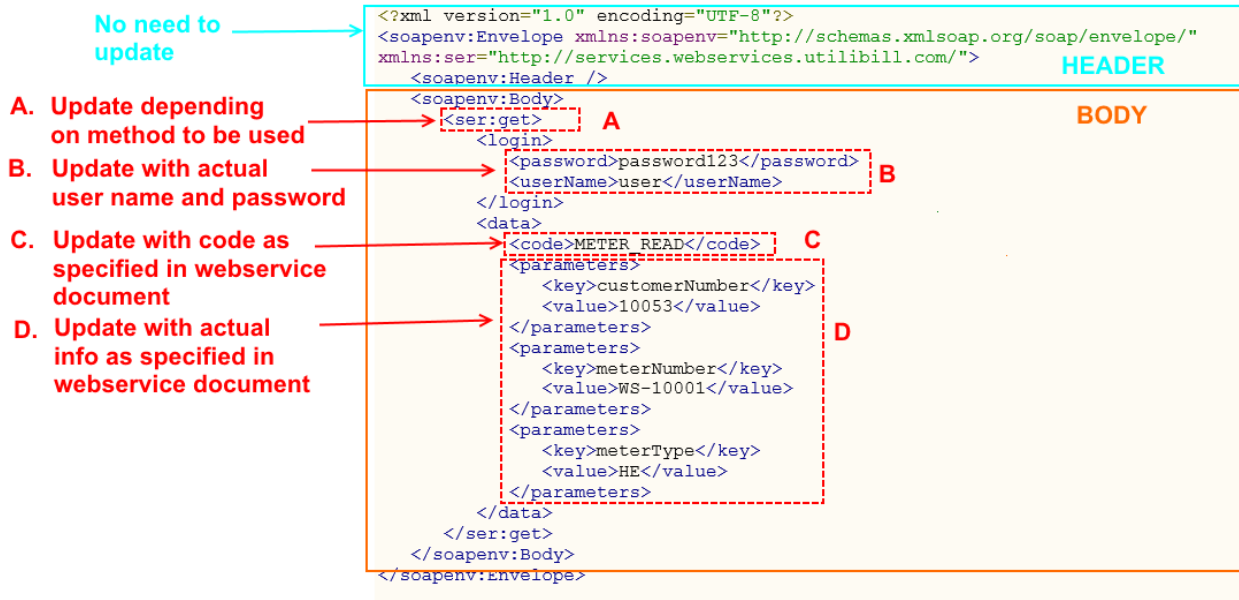 No need to
update
A. Update depending
on method to be used
B. Update with actual
user name and password
C. Update with code as
specified in webservice
document
D. Update with actual
info as specified in
webservice document
<?xml version="1.0" encoding="UTF-8"?>
<soapenv:Envelope xmlns:soapenv="http://schemas.xmlsoap.org/soap/envelope/"
xmlns:ser="http://services.webservices.utilibill.com/">
HEADER
<soapenv:Header />
<soapenv:Body>
BODY
<ser:get>
A
<login>
<password>password123</password>
<userName>user</userName>
B
</login>
<data>
<code>METER_READ</code>
C
<parameters>
<key>customerNumber</key>
<value>10053</value>
</parameters>
D
<parameters>
<key>meterNumber</key>
<value>WS-10001</value>
</parameters>
<parameters>
<key>meterType</key>
<value>HE</value>
</parameters>
</data>
</ser:get>
</soapenv:Body>
</soapenv:Envelope>